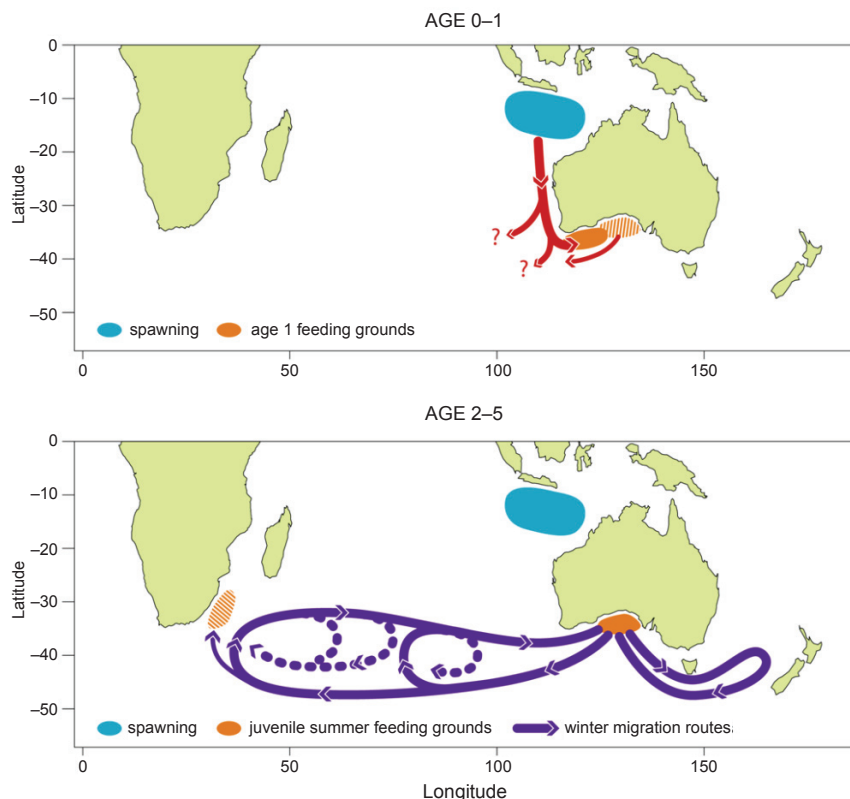 AGE 0–1
0
–10
–20
–30
–40
–50
Latitude
?
?
spawning age 1 feeding grounds
0 50 100 150
AGE 2–5
0
–10
–20
–30
–40
–50
Latitude
spawning juvenile summer feeding grounds winter migration routes
0 50 100 150
Longitude